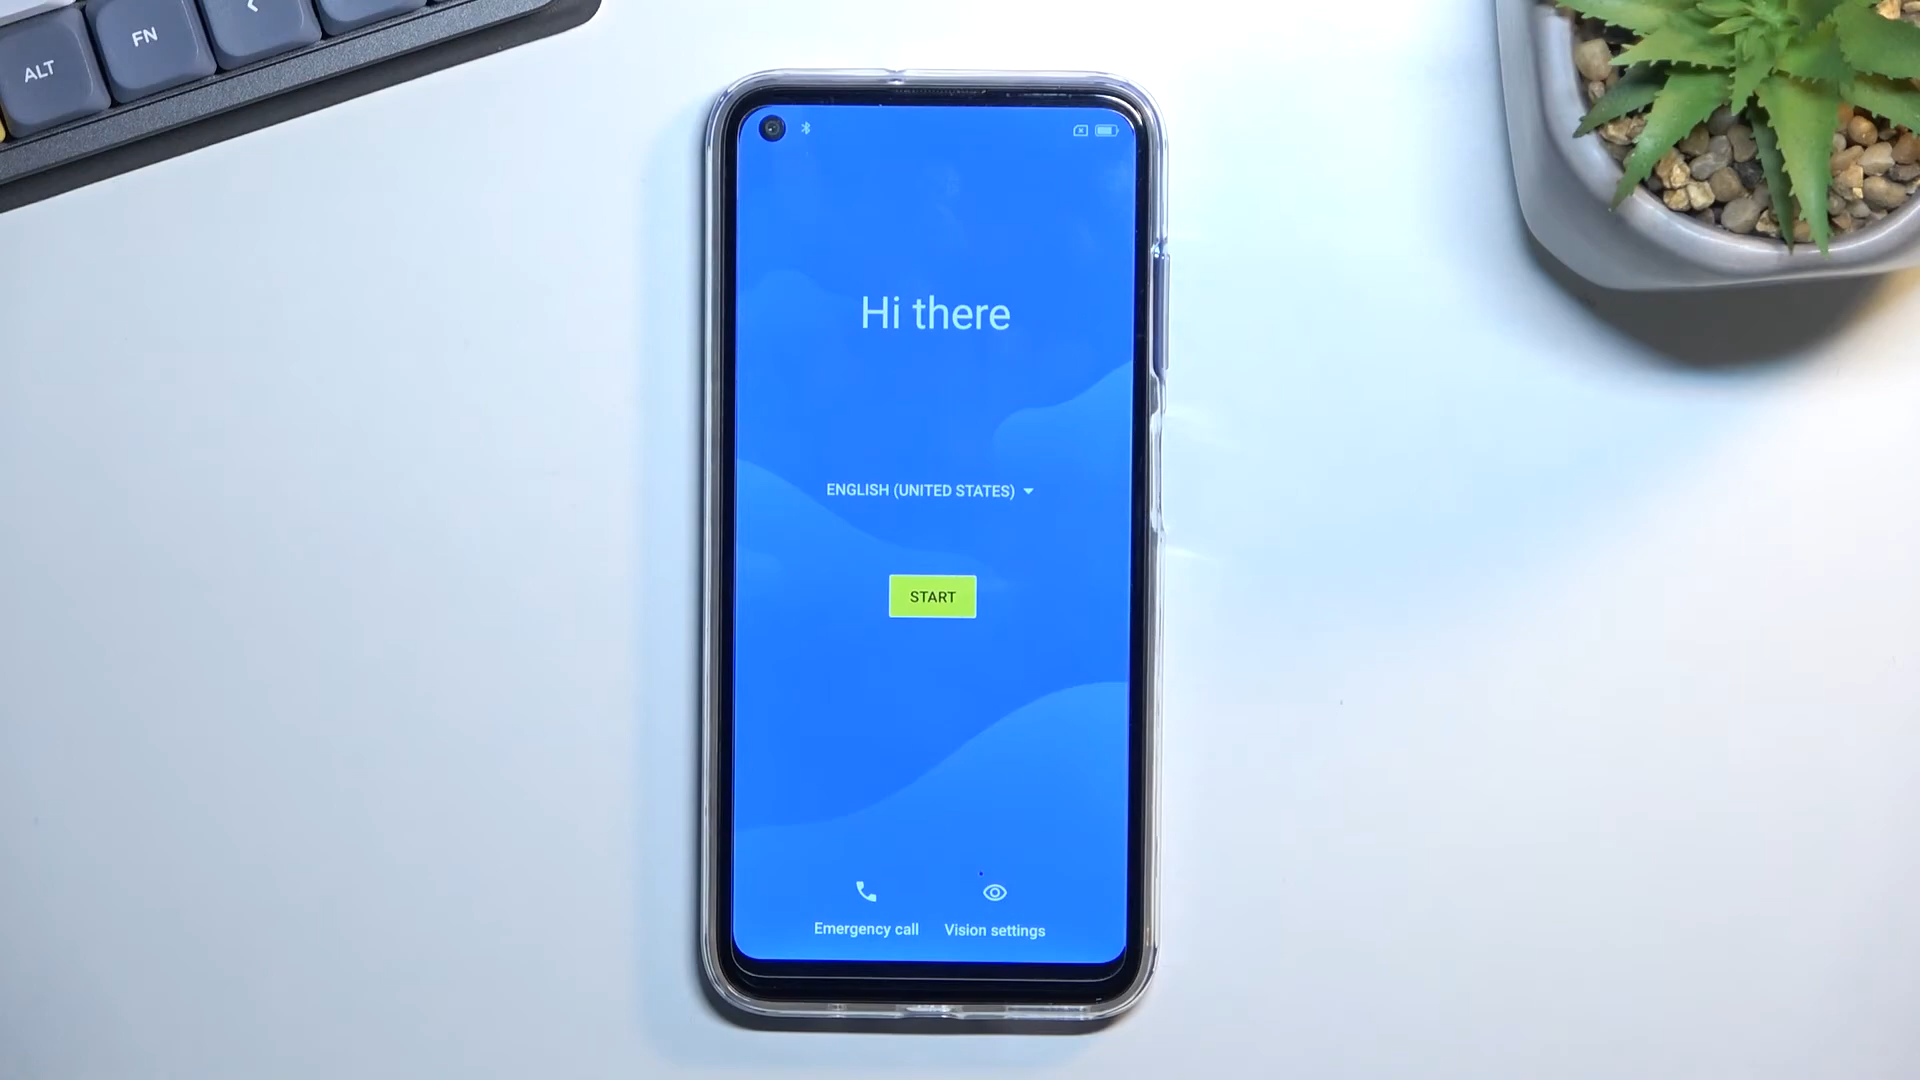 ALT
FN
<
Hi there
ENGLISH (UNITED STATES)
START
Emergency call
Vision settings